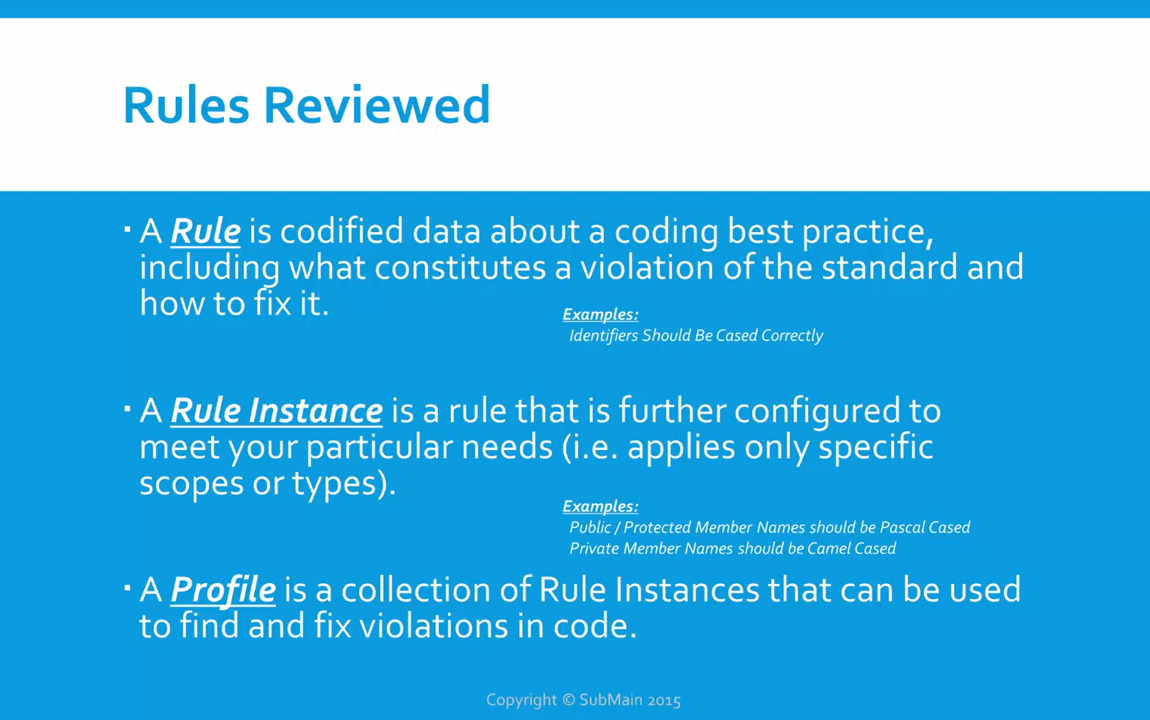 Rules Reviewed
▪ A Rule is codified data about a coding best practice,
including what constitutes a violation of the standard and
how to fix it.
Examples:
Identifiers Should Be Cased Correctly
▪ A Rule Instance is a rule that is further configured to
meet your particular needs (i.e. applies only specific
scopes or types).
Examples:
Public / Protected Member Names should be Pascal Cased
Private Member Names should be Camel Cased
▪ A Profile is a collection of Rule Instances that can be used
to find and fix violations in code.
Copyright © SubMain 2015